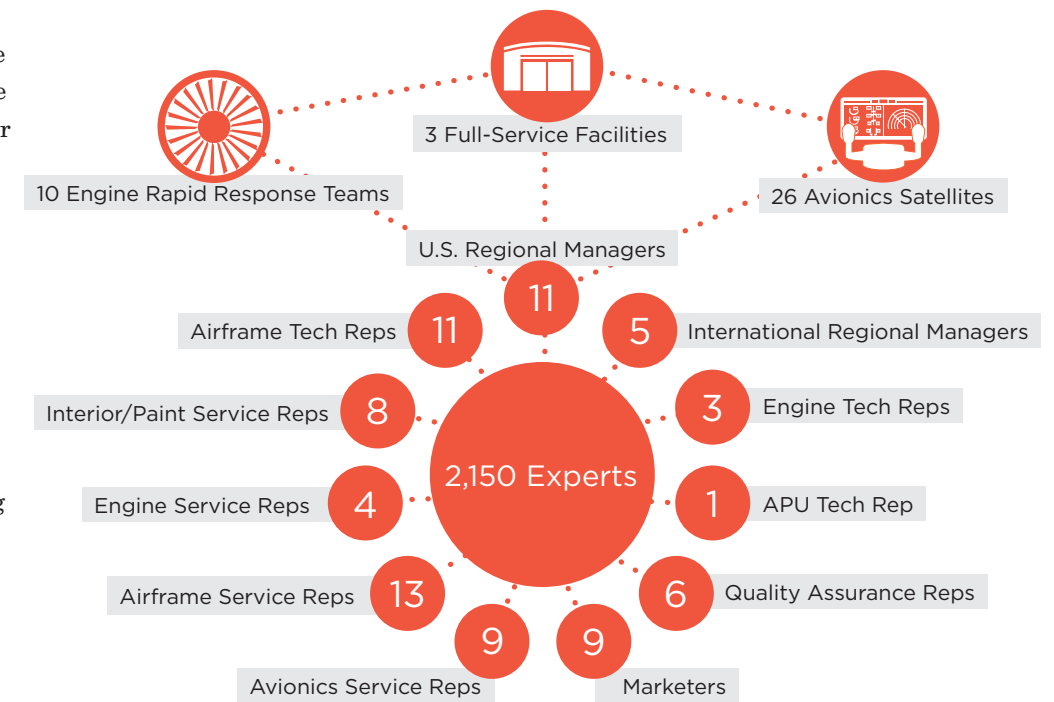 e
e
r
g
3 Full-Service Facilities
10 Engine Rapid Response Teams
26 Avionics Satellites
U.S. Regional Managers
11
Airframe Tech Reps
11
5
International Regional Managers
Interior/Paint Service Reps
8
3
Engine Tech Reps
2,150 Experts
Engine Service Reps
4
1
APU Tech Rep
Airframe Service Reps
13
6
Quality Assurance Reps
9
9
Avionics Service Reps
Marketers